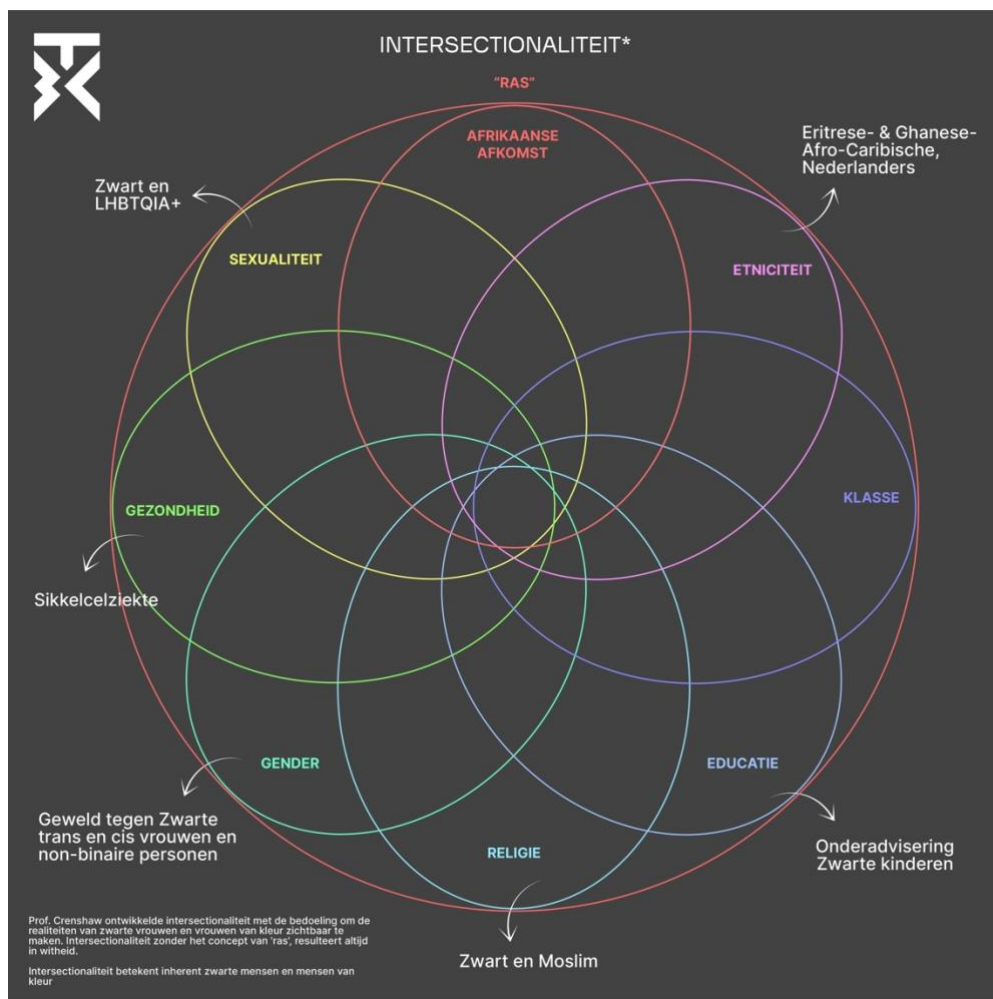 INTERSECTIONALITEIT*
"RAS"
AFRIKAANSE
AFKOMST
Eritrese- & Ghanese-
Afro-Caribische,
Nederlanders
Zwart en
LHBTQIA+
SEXUALITEIT
ETNICITEIT
KLASSE
GEZONDHEID
Sikkelcelziekte
GENDER
EDUCATIE
Geweld tegen Zwarte
trans en cis vrouwen en
non-binaire personen
Onderadvisering
Zwarte kinderen
RELIGIE
Zwart en Moslim
Prof. Crenshaw ontwikkelde intersectionaliteit met de bedoeling om de
realiteiten van zwarte vrouwen en vrouwen van kleur zichtbaar te
maken. Intersectionaliteit zonder het concept van 'ras', resulteert altijd
in witheid.
Intersectionaliteit betekent inherent zwarte mensen en mensen van
kleur